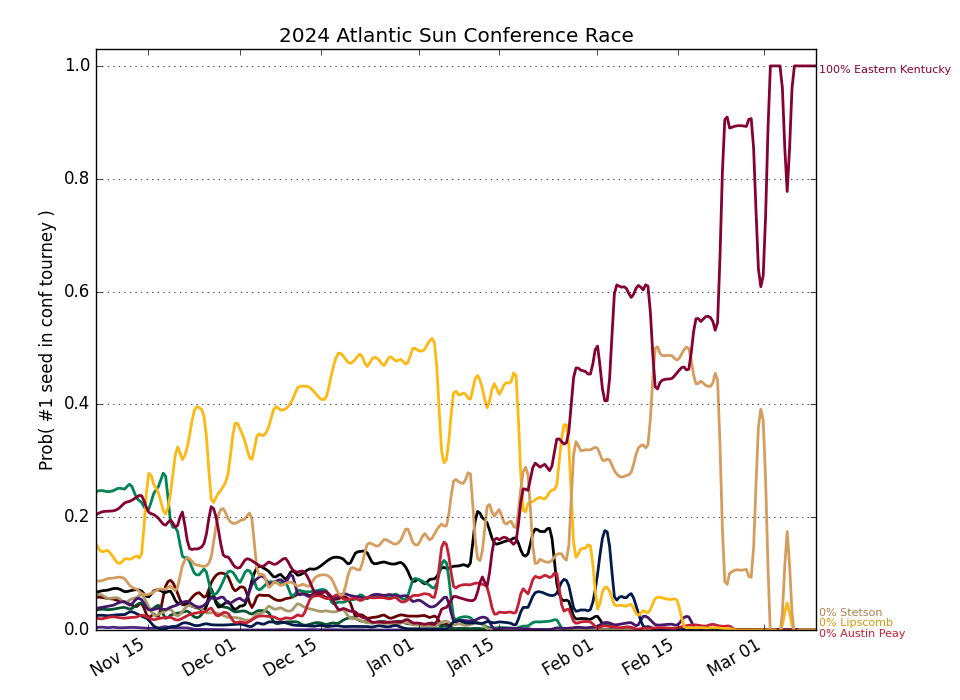 2024 Atlantic Sun Conference Race
Prob( #1 seed in conf tourney )
1.0
0.8
0.6
0.4
0.2
0.0
Nov 15
Dec 01
Dec 15
Jan 01
Jan 15
Feb 01
Feb 15
Mar 01
100% Eastern Kentucky
0% Stetson
0% Lipscomb
0% Austin Peay